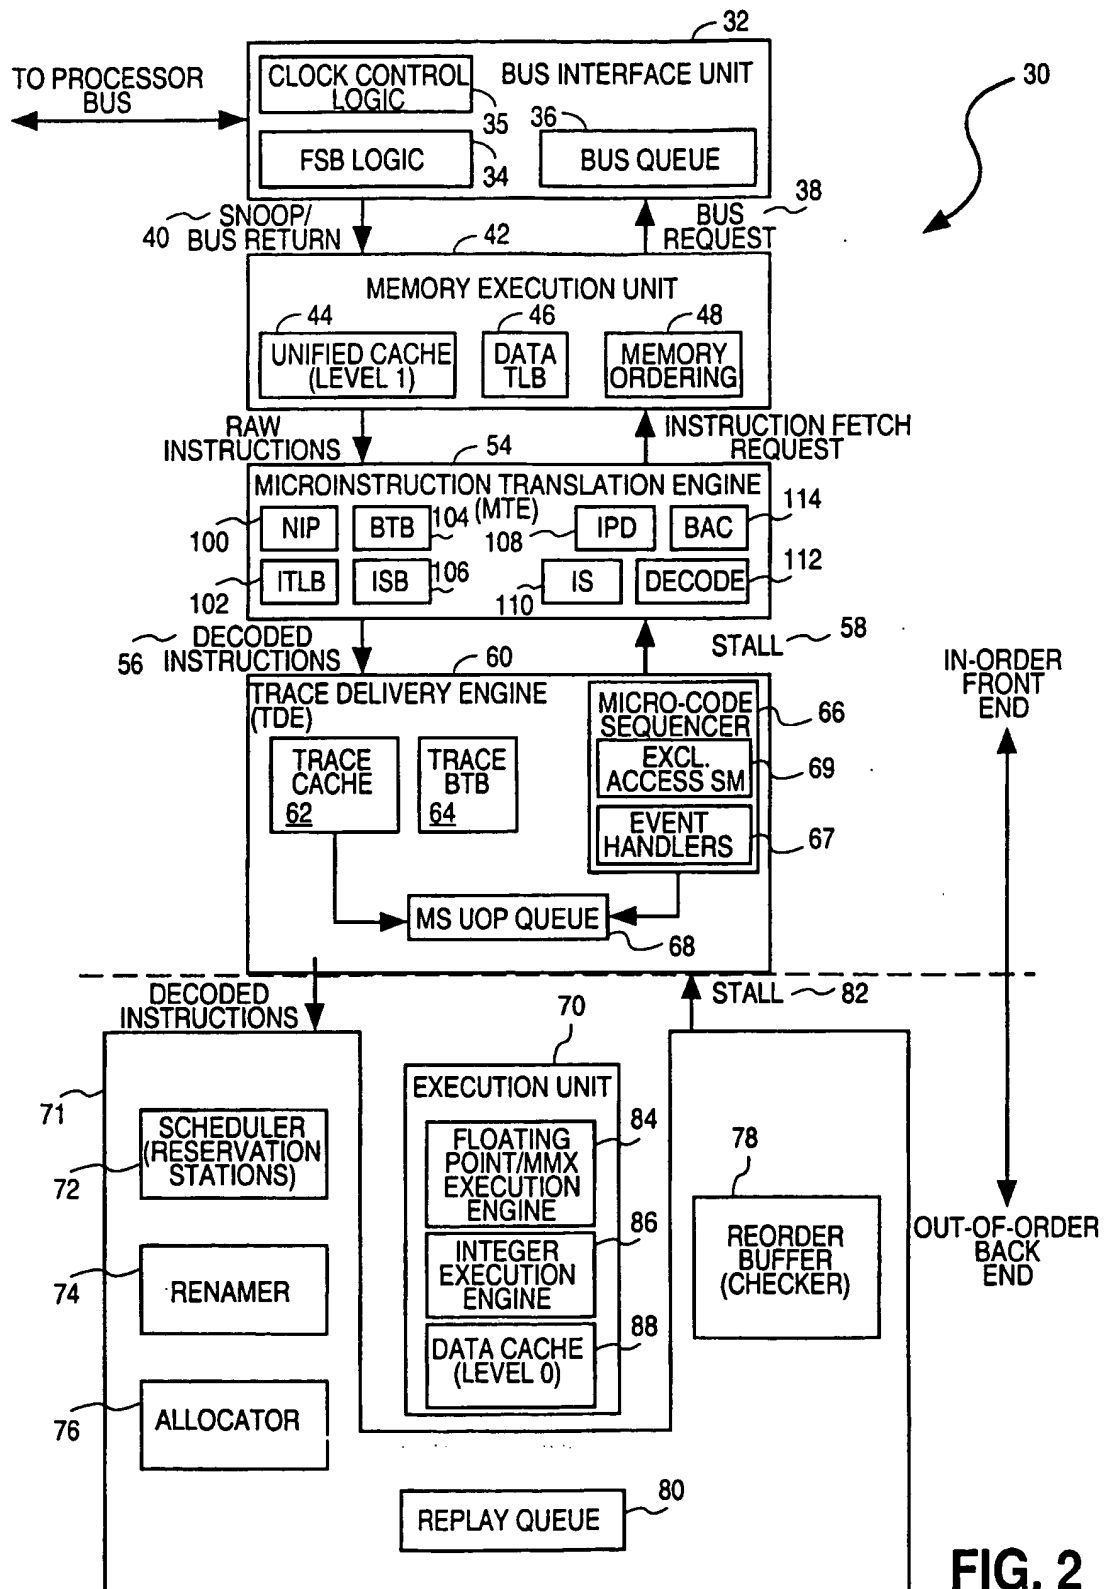 32
CLOCK CONTROL
LOGIC
35
BUS INTERFACE UNIT
TO PROCESSOR
BUS
30
36
FSB LOGIC
34
BUS QUEUE
40
SNOOP/
BUS RETURN
42
BUS
REQUEST
38
MEMORY EXECUTION UNIT
44
46
48
UNIFIED CACHE
(LEVEL 1)
DATA
TLB
MEMORY
ORDERING
RAW
INSTRUCTIONS
54
INSTRUCTION FETCH
REQUEST
MICROINSTRUCTION TRANSLATION ENGINE
(MTE)
100
NIP
BTB
104
108
IPD
BAC
114
102
ITLB
ISB
106
110
IS
DECODE
112
56
DECODED
INSTRUCTIONS
60
STALL
58
TRACE DELIVERY ENGINE
(TDE)
MICRO-CODE
SEQUENCER
66
IN-ORDER
FRONT
END
TRACE
CACHE
62
TRACE
BTB
64
EXCL.
ACCESS SM
69
EVENT
HANDLERS
67
MS UOP QUEUE
68
DECODED
INSTRUCTIONS
STALL
82
70
71
EXECUTION UNIT
SCHEDULER
(RESERVATION
STATIONS)
72
FLOATING
POINT/MMX
EXECUTION
ENGINE
84
78
REORDER
BUFFER
(CHECKER)
OUT-OF-ORDER
BACK
END
74
RENAMER
INTEGER
EXECUTION
ENGINE
86
DATA CACHE
(LEVEL 0)
88
76
ALLOCATOR
REPLAY QUEUE
80
FIG. 2